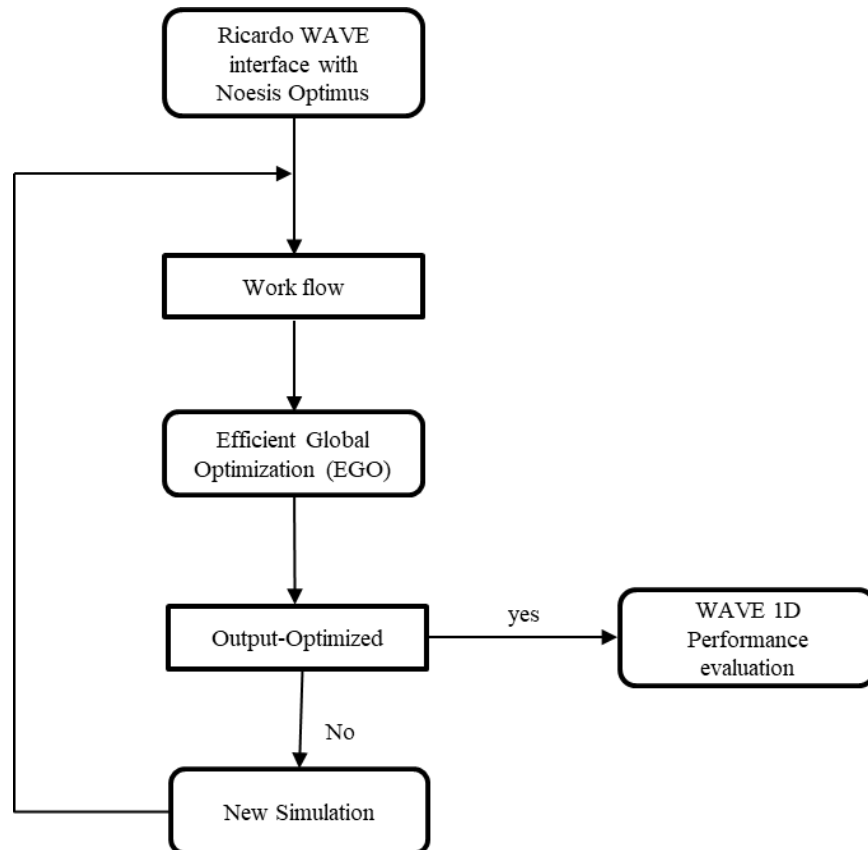 Ricardo WAVE
interface with
Noesis Optimus
Work flow
Efficient Global
Optimization (EGO)
Output-Optimized
yes
WAVE 1D
Performance
evaluation
No
New Simulation